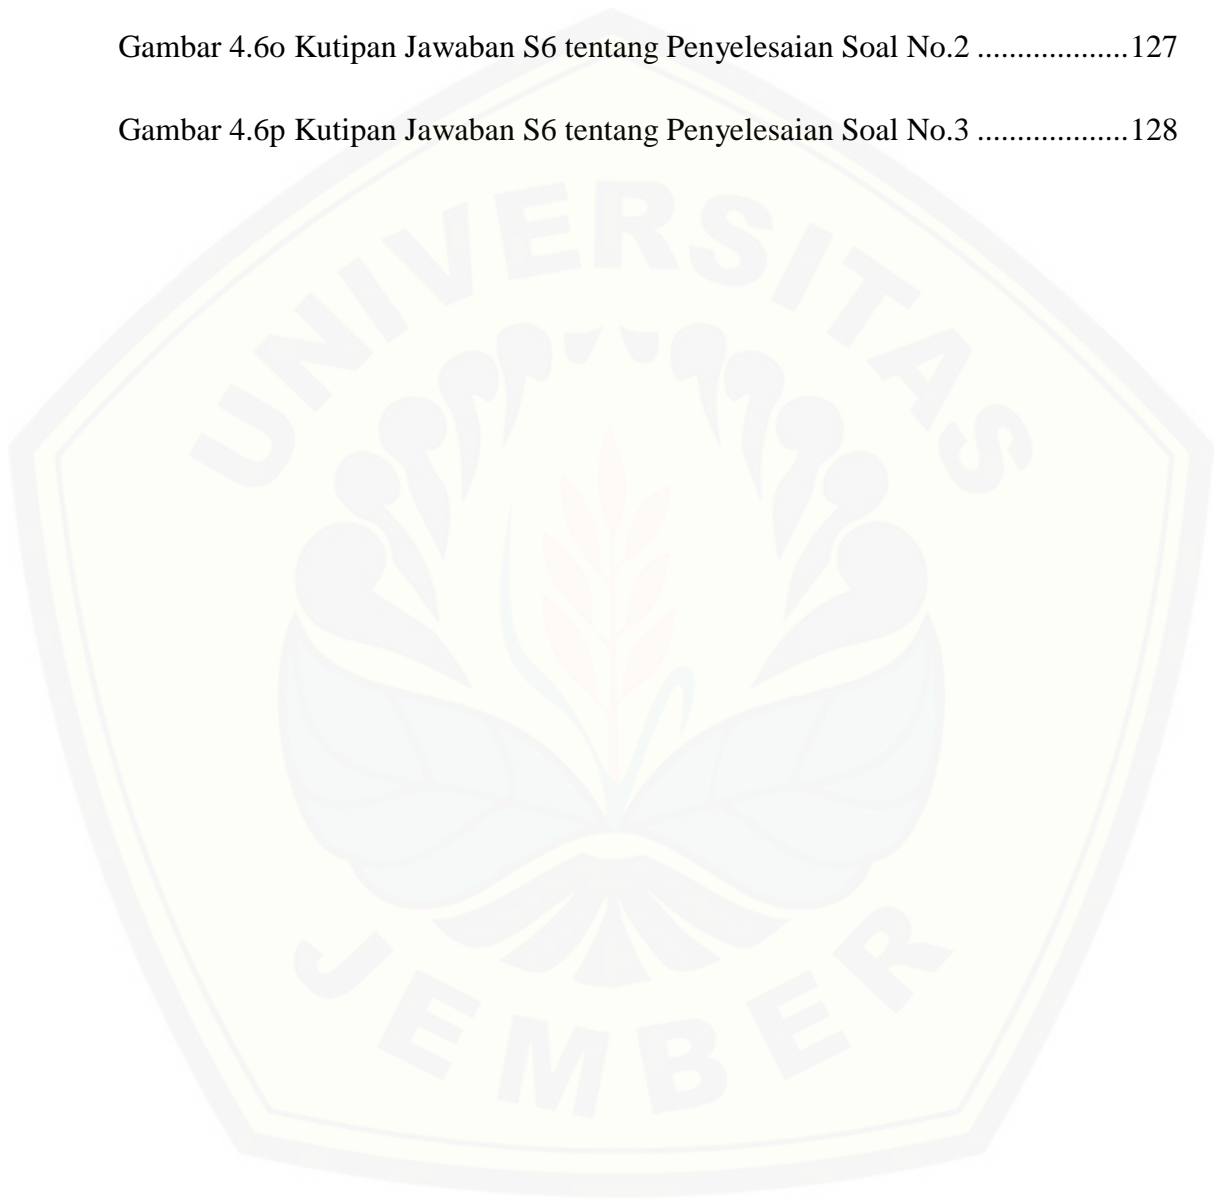 Gambar 4.6o Kutipan Jawaban S6 tentang Penyelesaian Soal No.2 ...................127
Gambar 4.6p Kutipan Jawaban S6 tentang Penyelesaian Soal No.3 ...................128
UNIVERSITAS
JEMBER